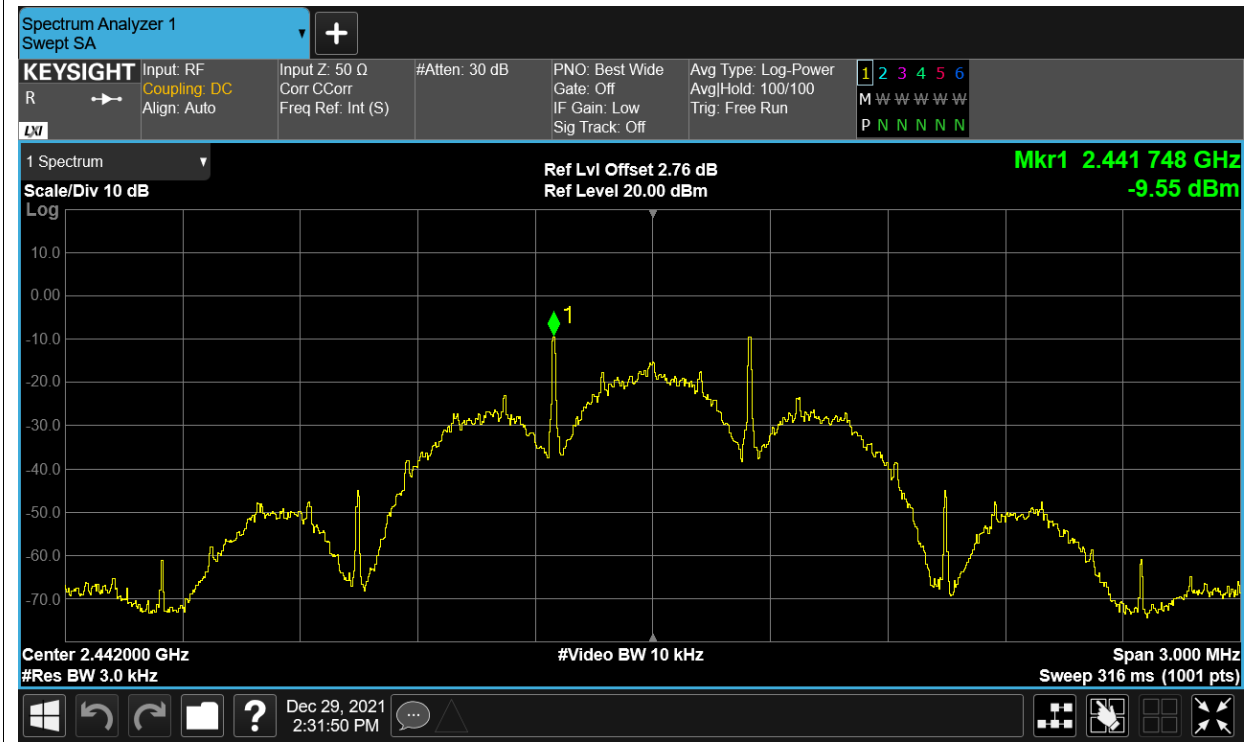 Spectrum Analyzer 1
Swept SA
+
KEYSIGHT
R
LXI
Input: RF
Coupling: DC
Align: Auto
Input Z: 50 Ω
Corr CCorr
Freq Ref: Int (S)
#Atten: 30 dB
PNO: Best Wide
Gate: Off
IF Gain: Low
Sig Track: Off
Avg Type: Log-Power
Avg|Hold: 100/100
Trig: Free Run
1 2 3 4 5 6
M W W W W W
P N N N N N
1 Spectrum
Scale/Div 10 dB
Log
Ref Lvl Offset 2.76 dB
Ref Level 20.00 dBm
Mkr1 2.441 748 GHz
-9.55 dBm
10.0
0.00
-10.0
-20.0
-30.0
-40.0
-50.0
-60.0
-70.0
1
Center 2.442000 GHz
#Res BW 3.0 kHz
#Video BW 10 kHz
Span 3.000 MHz
Sweep 316 ms (1001 pts)
?
Dec 29, 2021
2:31:50 PM